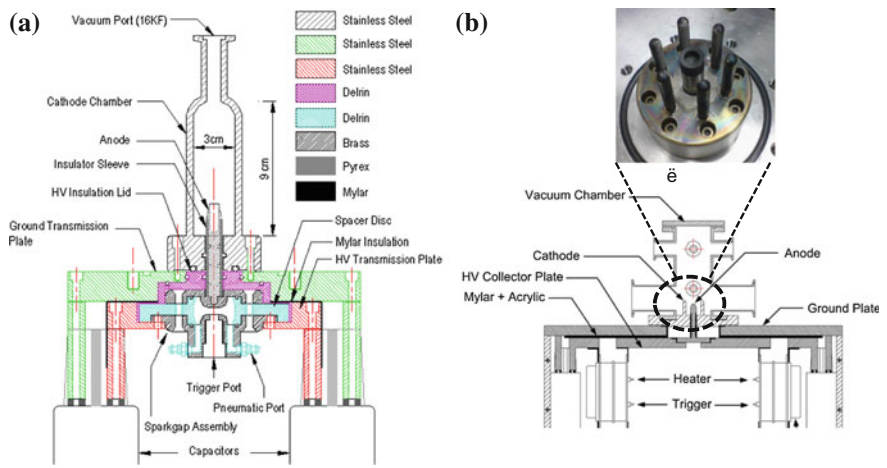 (a)
Vacuum Port (16KF)
Cathode Chamber
3cm
9 cm
Anode
Insulator Sleeve
HV Insulation Lid
Ground Transmission
Plate
Stainless Steel
Stainless Steel
Stainless Steel
Delrin
Delrin
Brass
Pyrex
Mylar
Spacer Disc
Mylar Insulation
HV Transmission Plate
Trigger Port
Pneumatic Port
Sparkgap Assembly
Capacitors
(b)
ë
Vacuum Chamber
Cathode
Anode
HV Collector Plate
Mylar + Acrylic
Ground Plate
Heater
Trigger